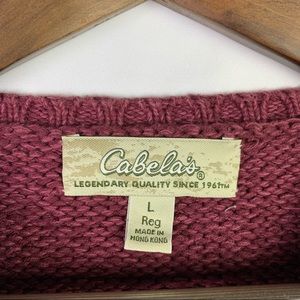 Cabela's®
LEGENDARY QUALITY SINCE 1961™
L
Reg
MADE IN
HONG KONG